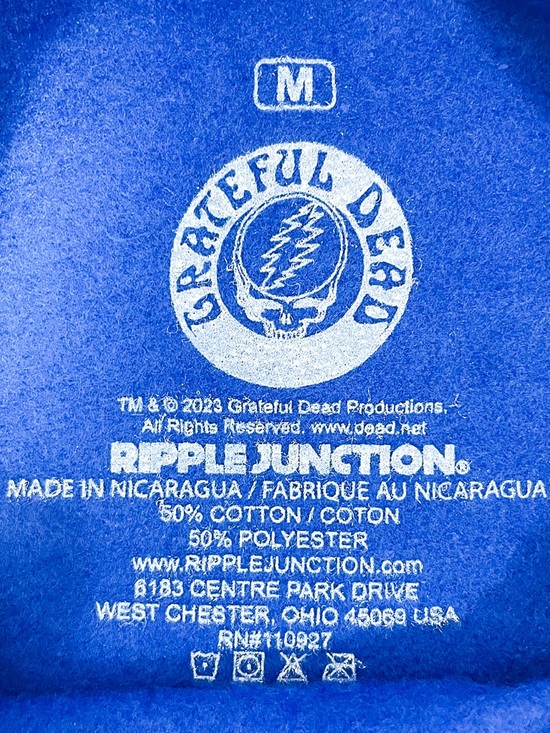 M
GRATEFUL DEAD
TM & © 2023 Grateful Dead Productions.
All Rights Reserved. www.dead.net
RIPPLE JUNCTION®
MADE IN NICARAGUA / FABRIQUE AU NICARAGUA
50% COTTON / COTON
50% POLYESTER
www.RIPPLEJUNCTION.com
6183 CENTRE PARK DRIVE
WEST CHESTER, OHIO 45069 USA
RN#110927